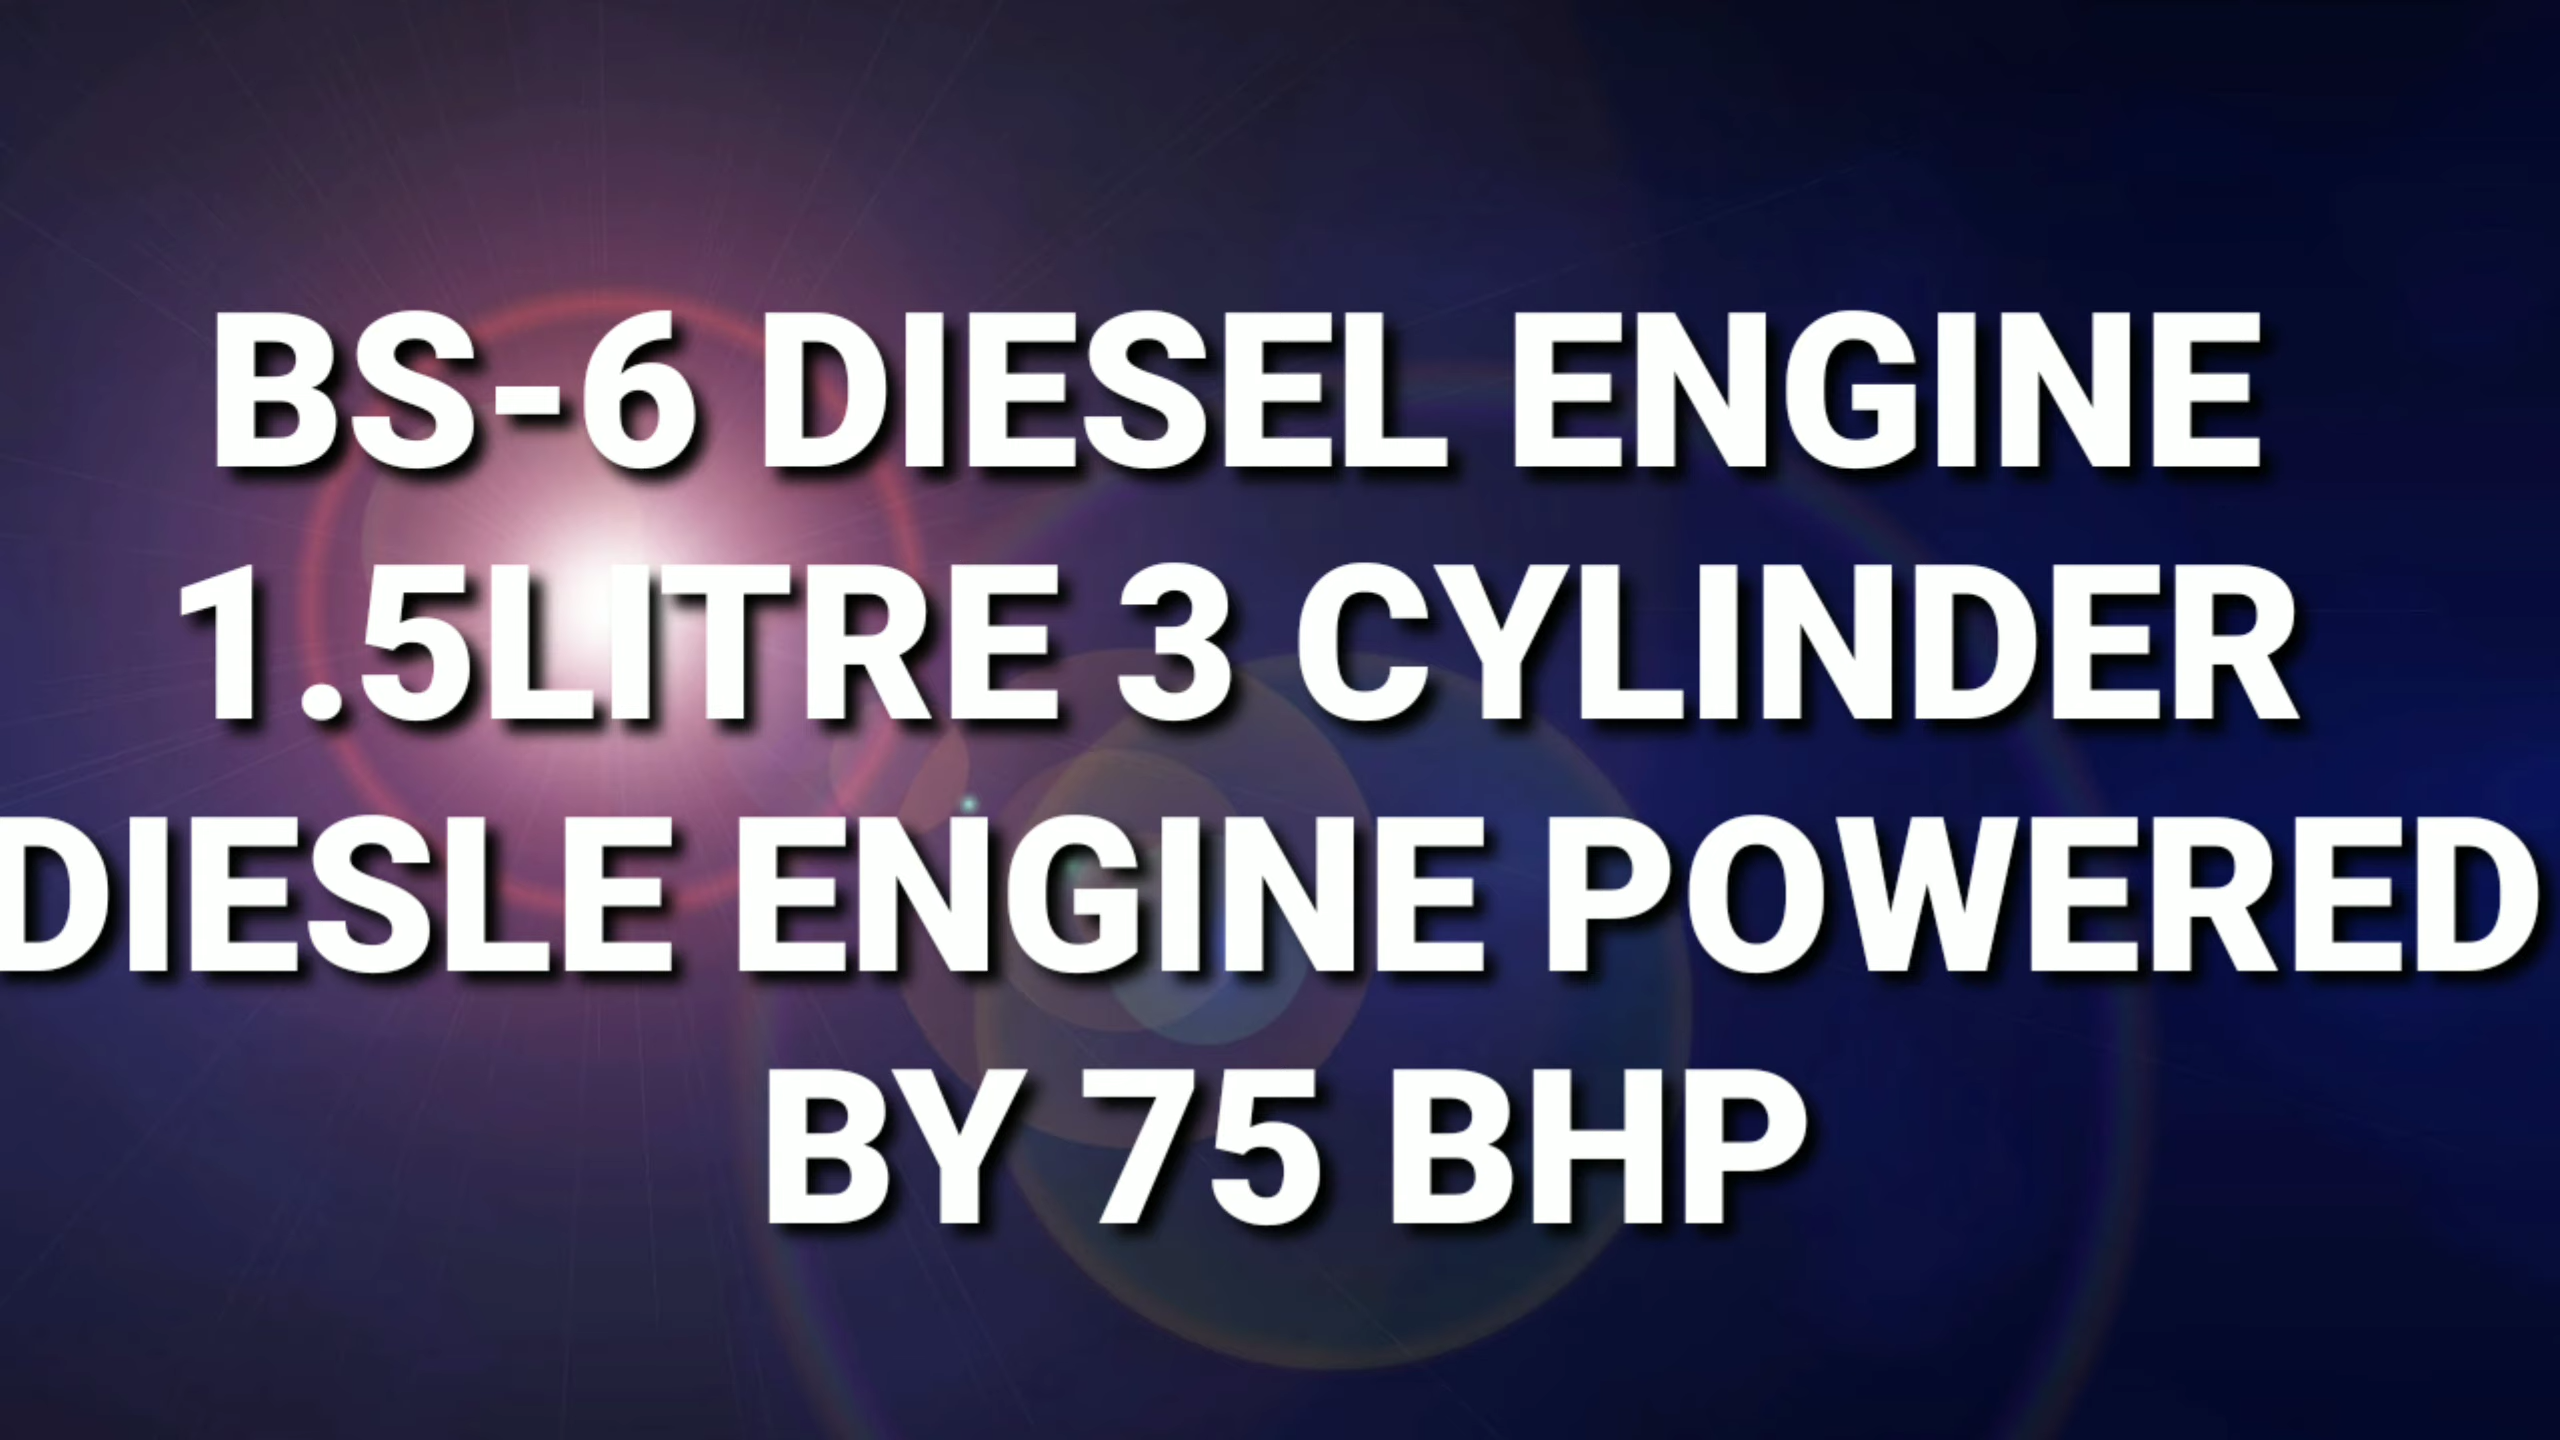 BS-6 DIESEL ENGINE
1.5LITRE 3 CYLINDER
DIESLE ENGINE POWERED
BY 75 BHP